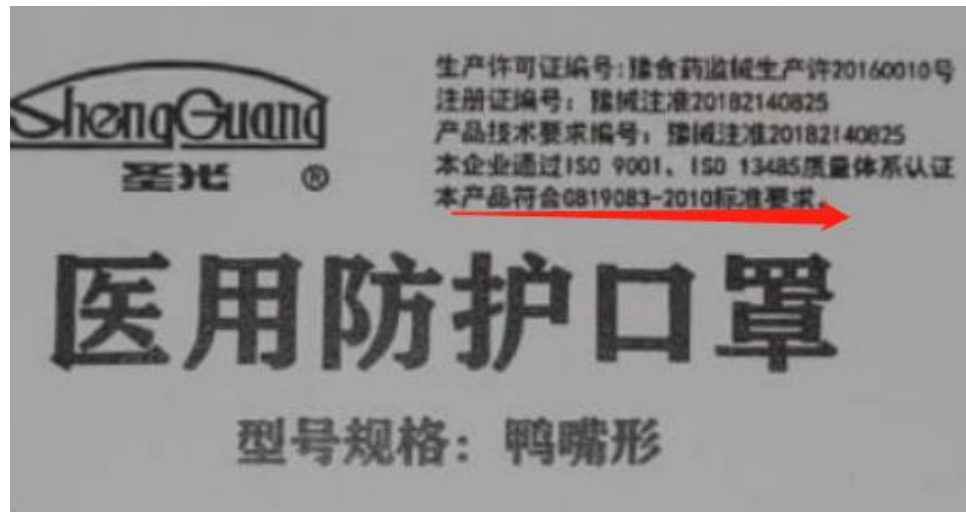 ShengGuang
圣光 ®
生产许可证编号:豫食药监械生产许20160010号
注册证编号：豫械注准20182140825
产品技术要求编号：豫械注准20182140825
本企业通过ISO 9001、ISO 13485质量体系认证
本产品符合GB19083-2010标准要求。
医用防护口罩
型号规格：鸭嘴形